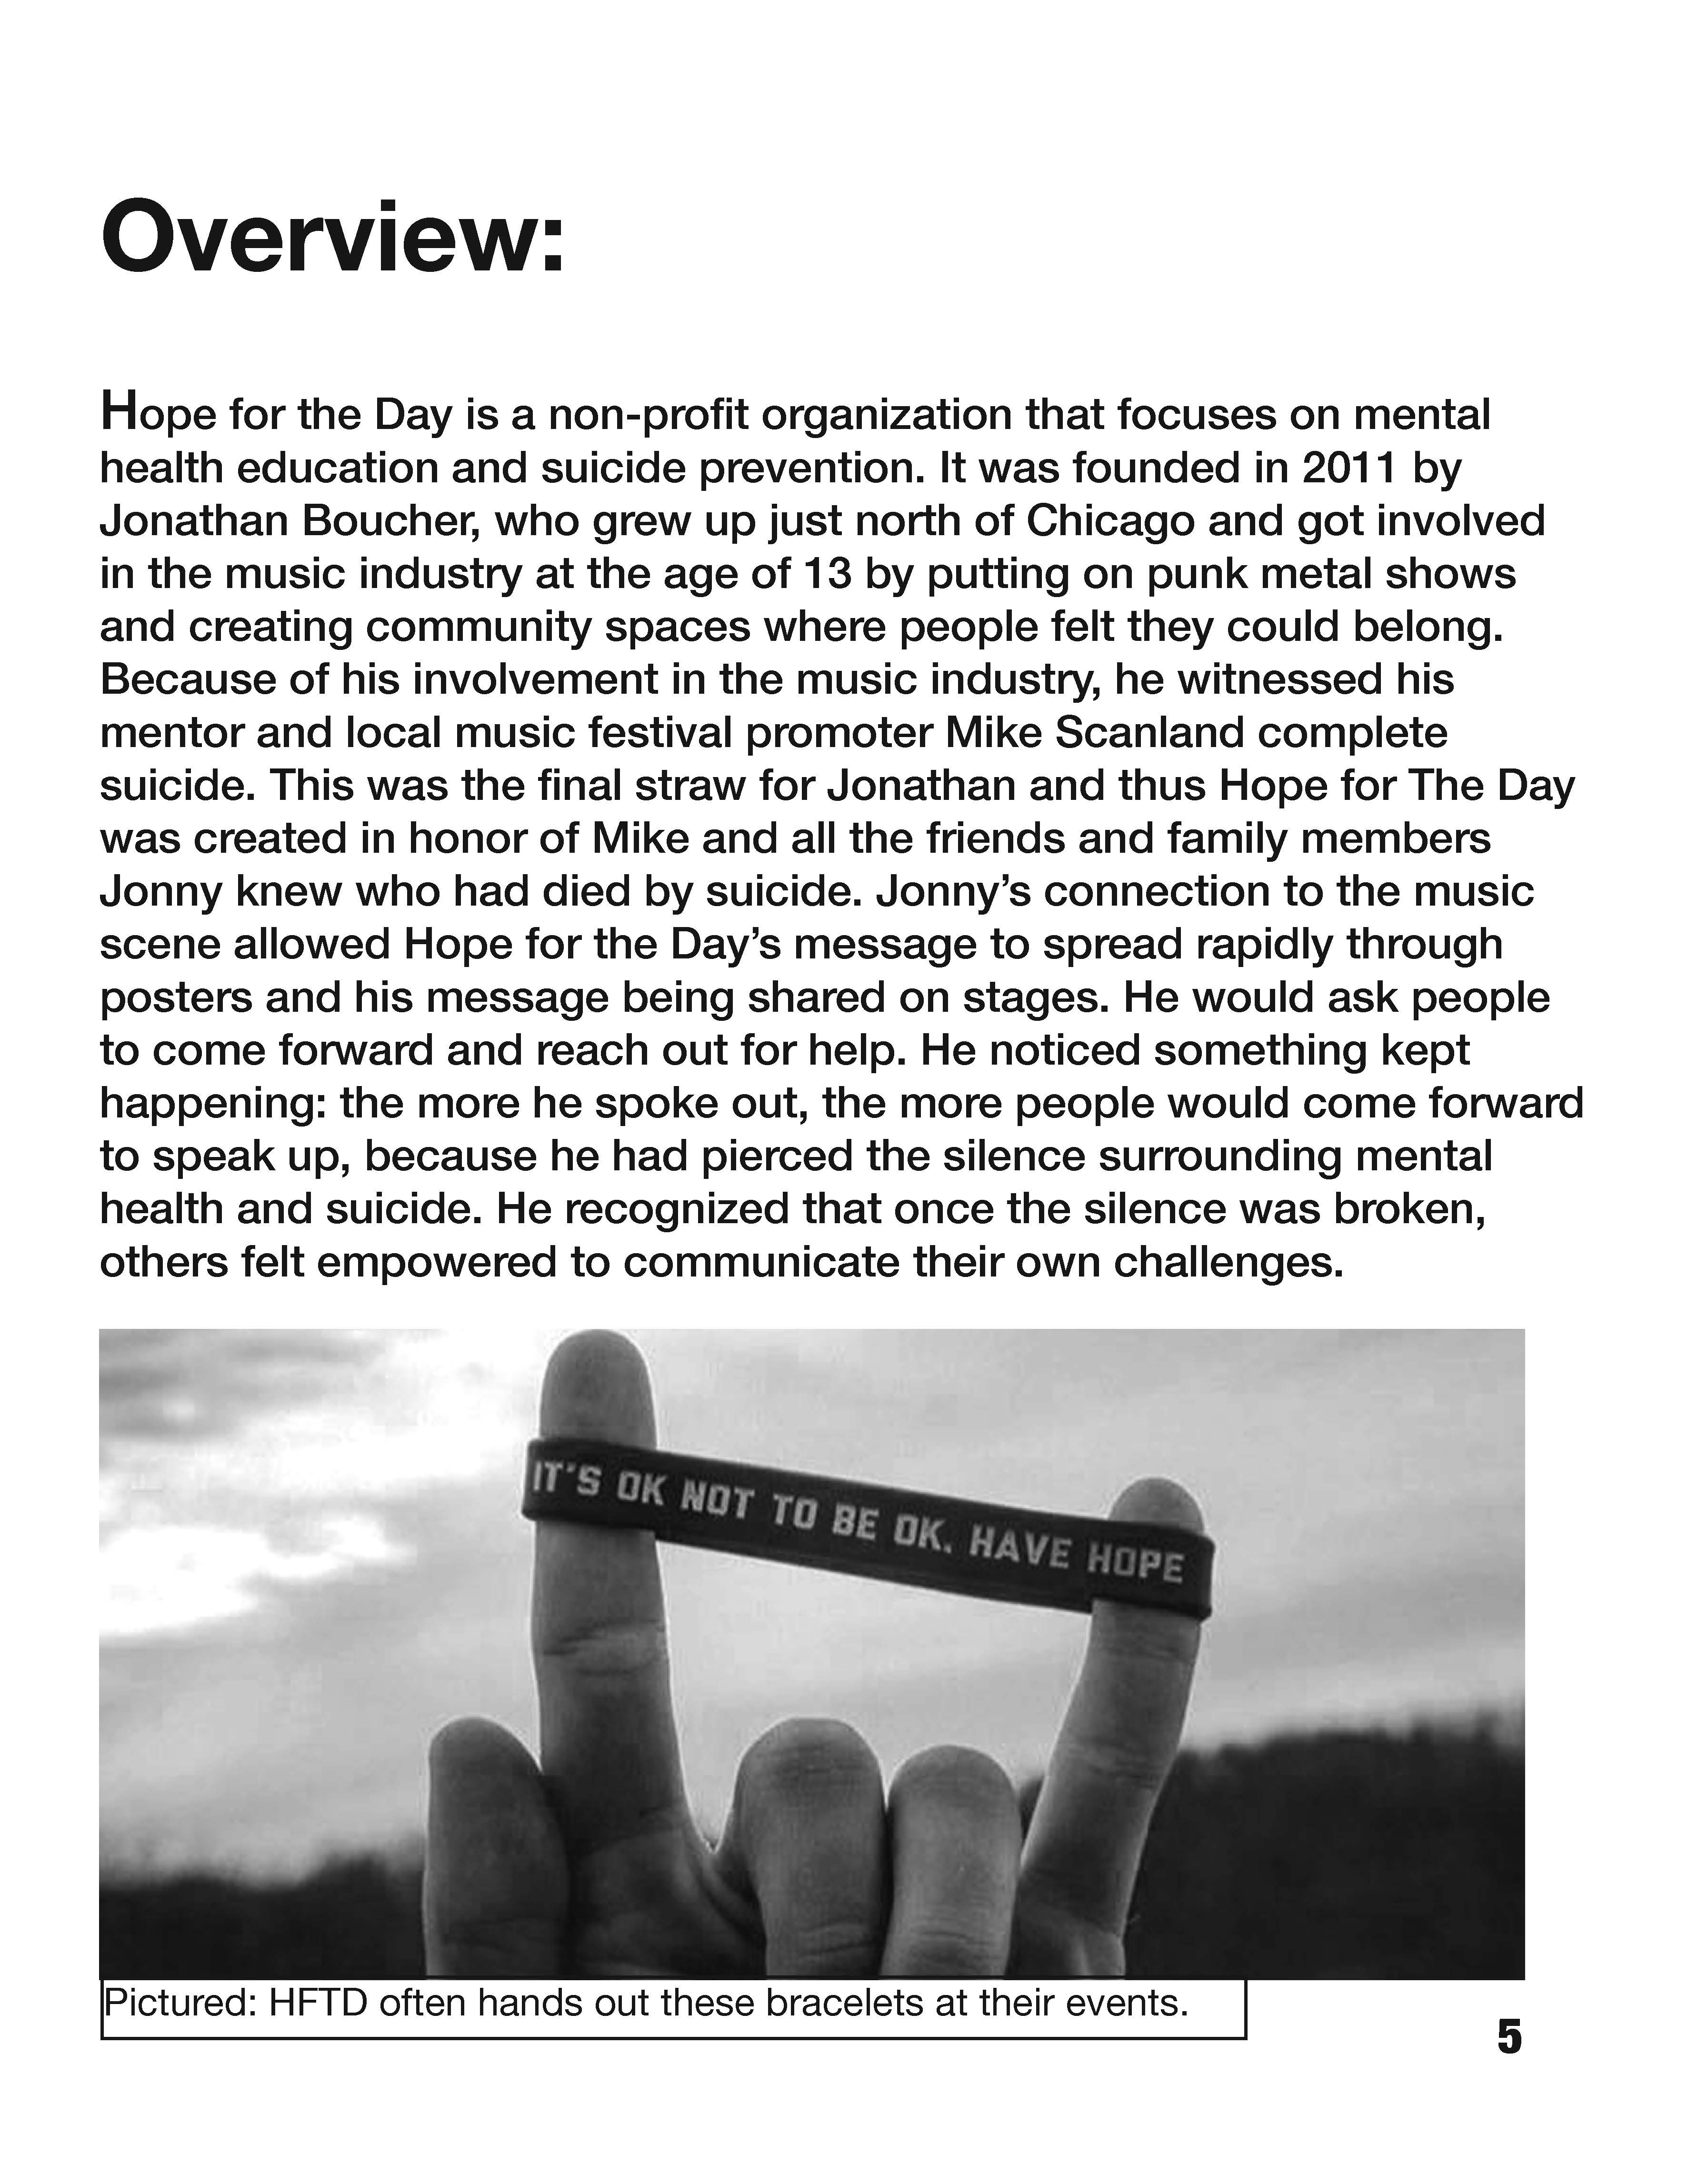 Overview:
Hope for the Day is a non-profit organization that focuses on mental
health education and suicide prevention. It was founded in 2011 by
Jonathan Boucher, who grew up just north of Chicago and got involved
in the music industry at the age of 13 by putting on punk metal shows
and creating community spaces where people felt they could belong.
Because of his involvement in the music industry, he witnessed his
mentor and local music festival promoter Mike Scanland complete
suicide. This was the final straw for Jonathan and thus Hope for The Day
was created in honor of Mike and all the friends and family members
Jonny knew who had died by suicide. Jonny’s connection to the music
scene allowed Hope for the Day’s message to spread rapidly through
posters and his message being shared on stages. He would ask people
to come forward and reach out for help. He noticed something kept
happening: the more he spoke out, the more people would come forward
to speak up, because he had pierced the silence surrounding mental
health and suicide. He recognized that once the silence was broken,
others felt empowered to communicate their own challenges.
IT'S OK NOT TO BE OK. HAVE HOPE
Pictured: HFTD often hands out these bracelets at their events.
5